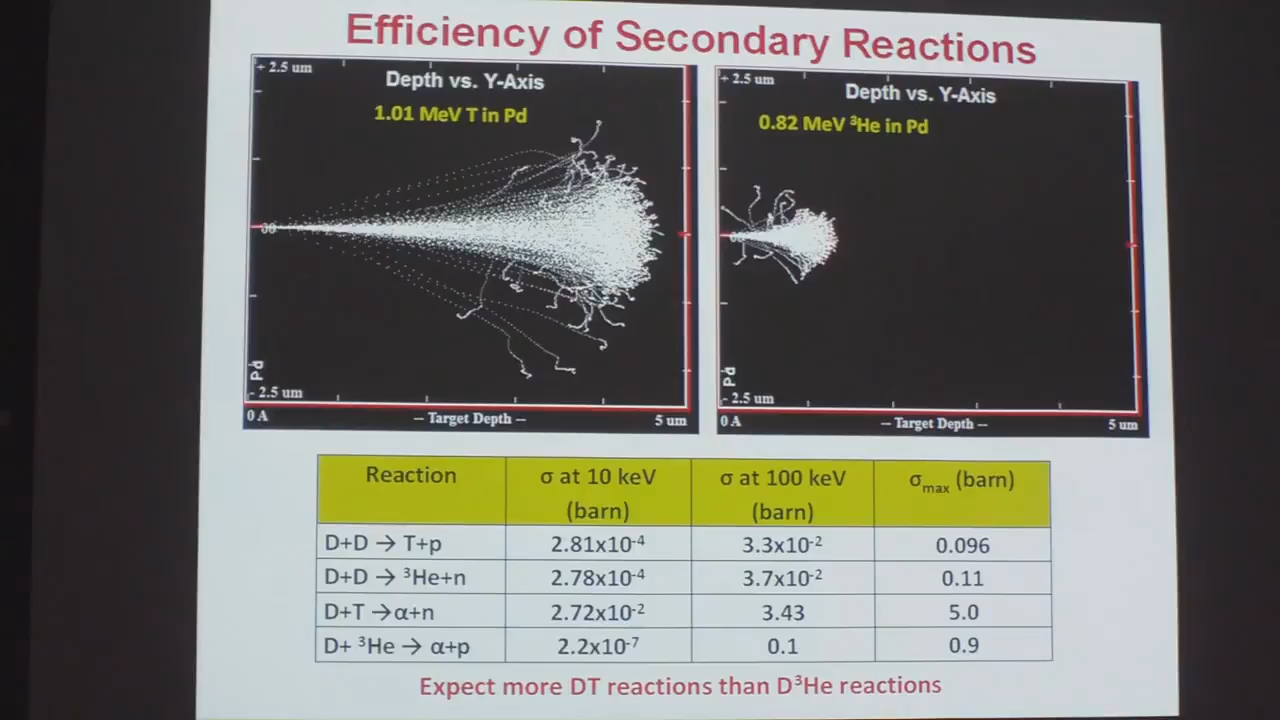 Efficiency of Secondary Reactions
+ 2.5 um
Depth vs. Y-Axis
1.01 MeV T in Pd
Pd
- 2.5 um
0 A
-- Target Depth --
5 um
+ 2.5 um
Depth vs. Y-Axis
0.82 MeV ³He in Pd
Pd
- 2.5 um
0 A
-- Target Depth --
5 um
Reaction σ at 10 keV (barn) σ at 100 keV (barn) σmax (barn)
D+D → T+p 2.81x10⁻⁴ 3.3x10⁻² 0.096
D+D → ³He+n 2.78x10⁻⁴ 3.7x10⁻² 0.11
D+T →α+n 2.72x10⁻² 3.43 5.0
D+ ³He → α+p 2.2x10⁻⁷ 0.1 0.9
Expect more DT reactions than D³He reactions